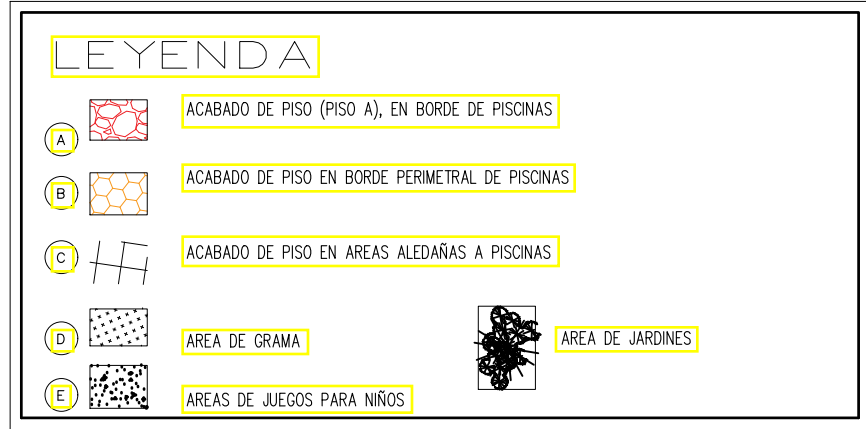 LEYENDA
A ACABADO DE PISO (PISO A), EN BORDE DE PISCINAS
B ACABADO DE PISO EN BORDE PERIMETRAL DE PISCINAS
C ACABADO DE PISO EN AREAS ALEDAÑAS A PISCINAS
D AREA DE GRAMA
AREA DE JARDINES
E AREAS DE JUEGOS PARA NIÑOS